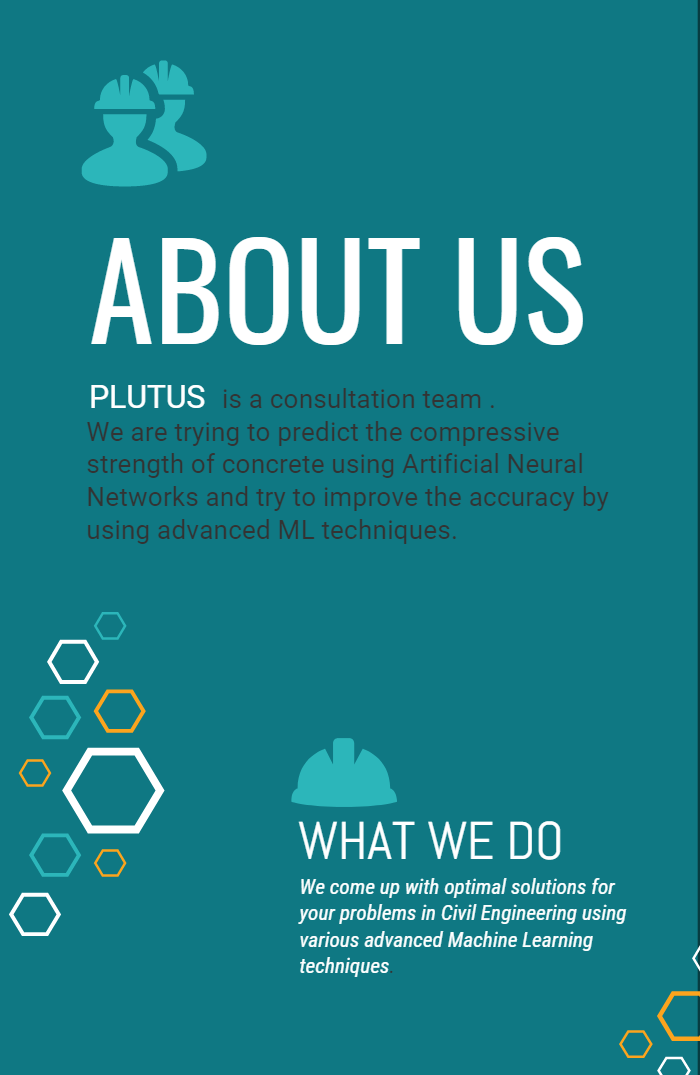 ABOUT US
PLUTUS is a consultation team .
We are trying to predict the compressive
strength of concrete using Artificial Neural
Networks and try to improve the accuracy by
using advanced ML techniques.
WHAT WE DO
We come up with optimal solutions for
your problems in Civil Engineering using
various advanced Machine Learning
techniques